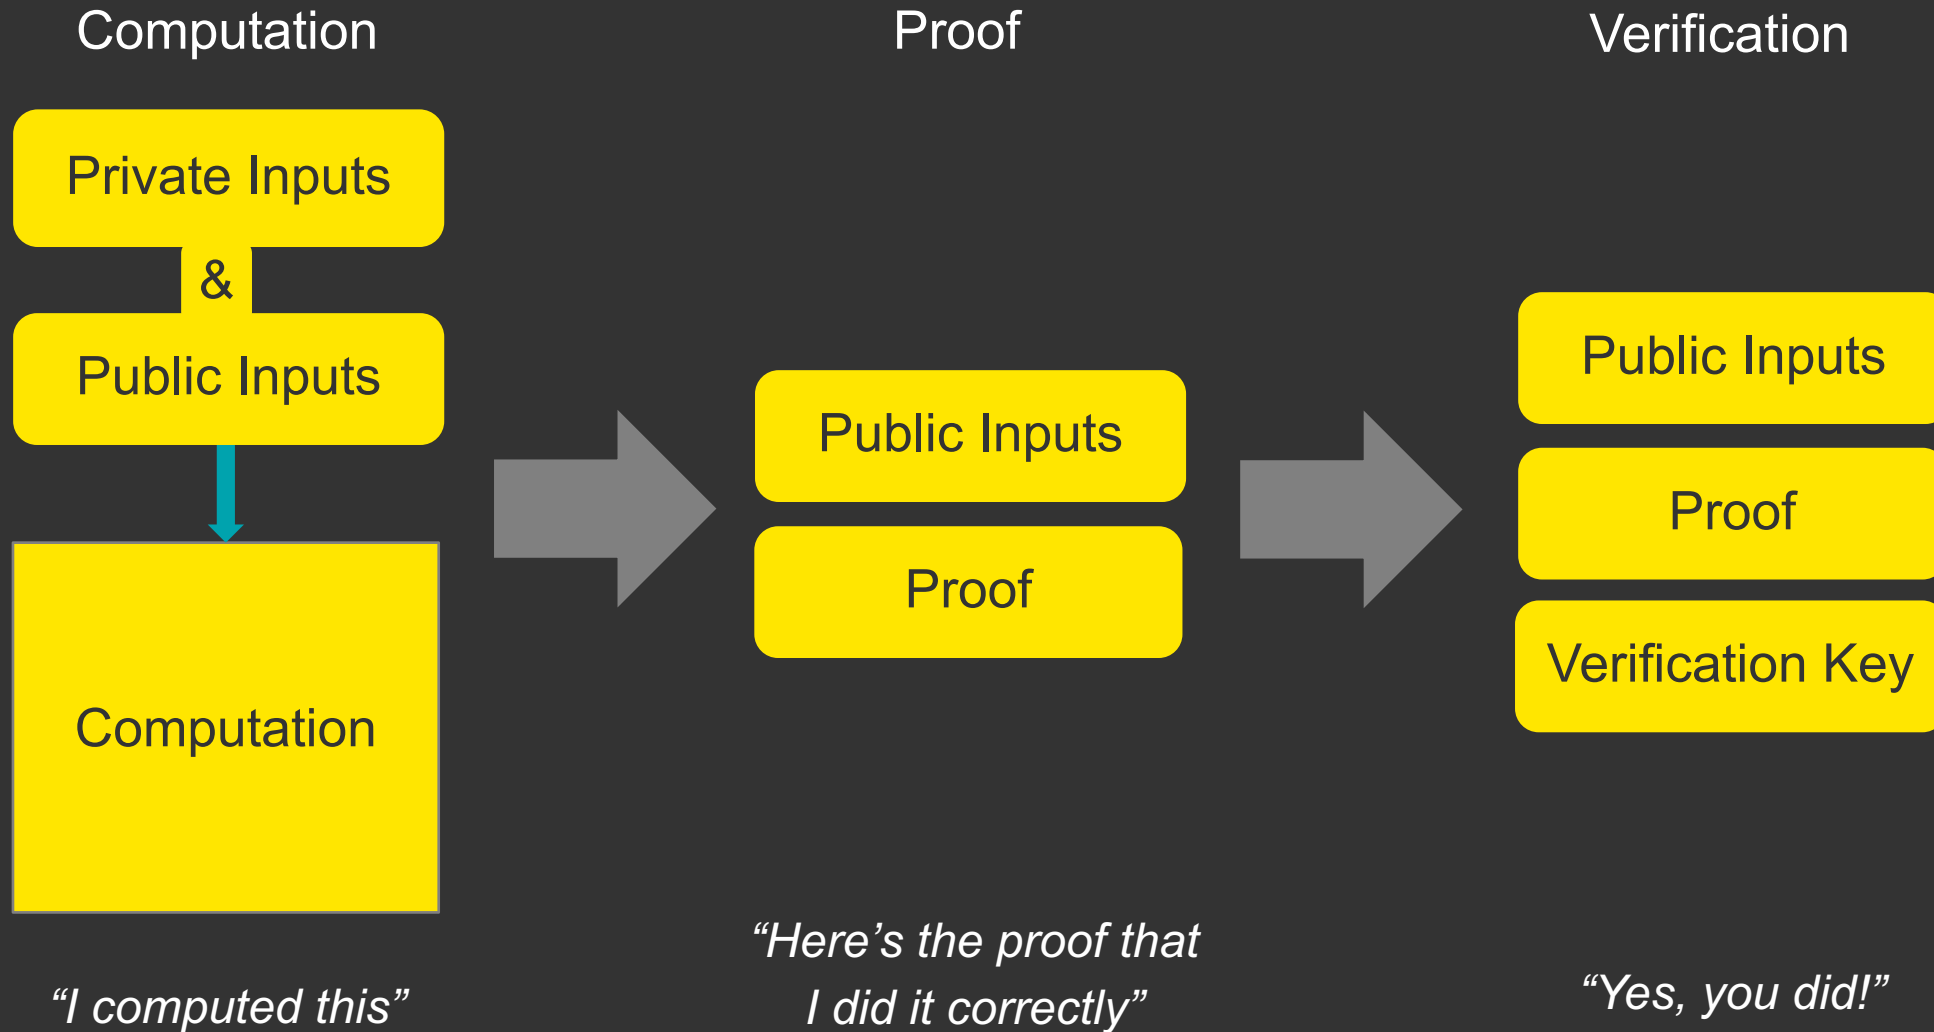 Computation
Private Inputs
&
Public Inputs
Computation
“I computed this”
Proof
Public Inputs
Proof
“Here’s the proof that
I did it correctly”
Verification
Public Inputs
Proof
Verification Key
“Yes, you did!”